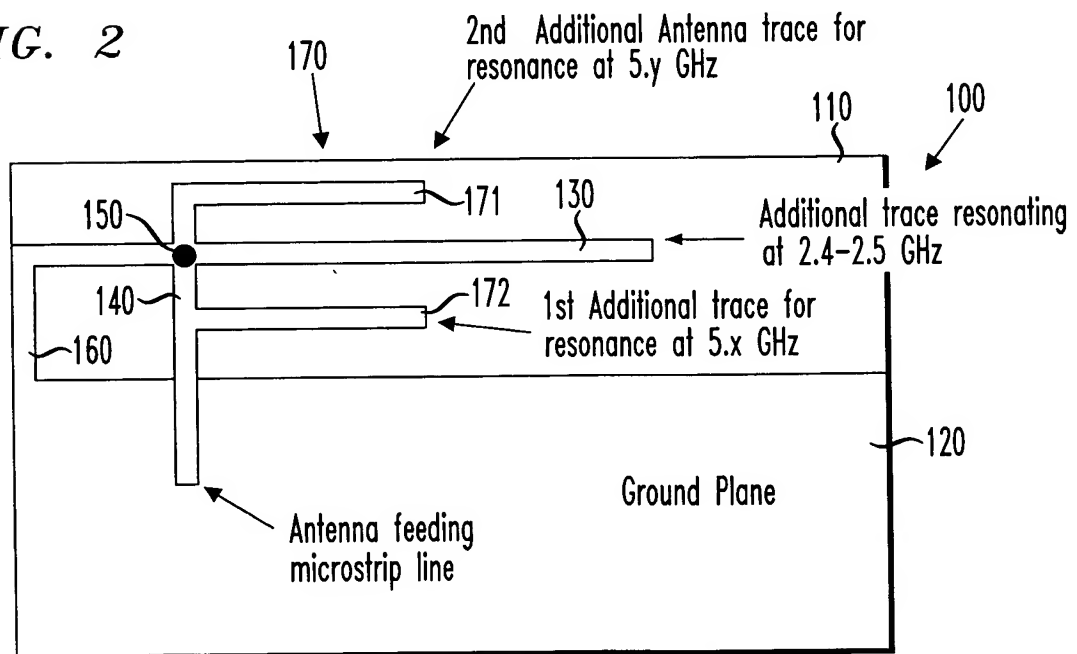 IG. 2
2nd Additional Antenna trace for
resonance at 5.y GHz
170
110
100
171
130
150
Additional trace resonating
at 2.4–2.5 GHz
140
172
1st Additional trace for
resonance at 5.x GHz
160
120
Ground Plane
Antenna feeding
microstrip line